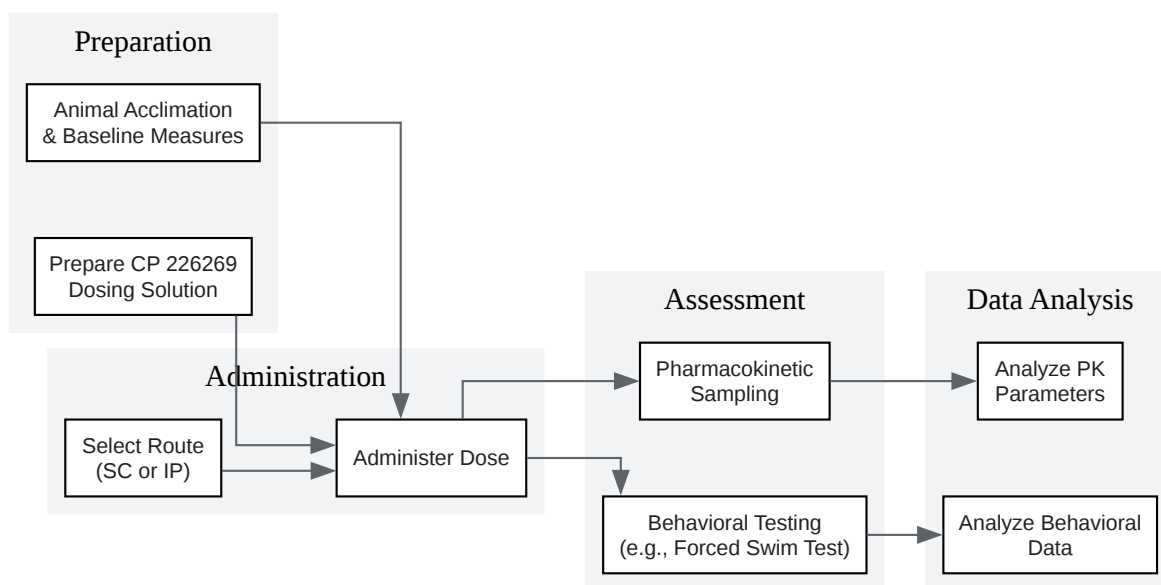 Preparation
Animal Acclimation
& Baseline Measures
Prepare CP 226269
Dosing Solution
Administration
Select Route
(SC or IP)
Administer Dose
Assessment
Pharmacokinetic
Sampling
Behavioral Testing
(e.g., Forced Swim Test)
Data Analysis
Analyze PK
Parameters
Analyze Behavioral
Data